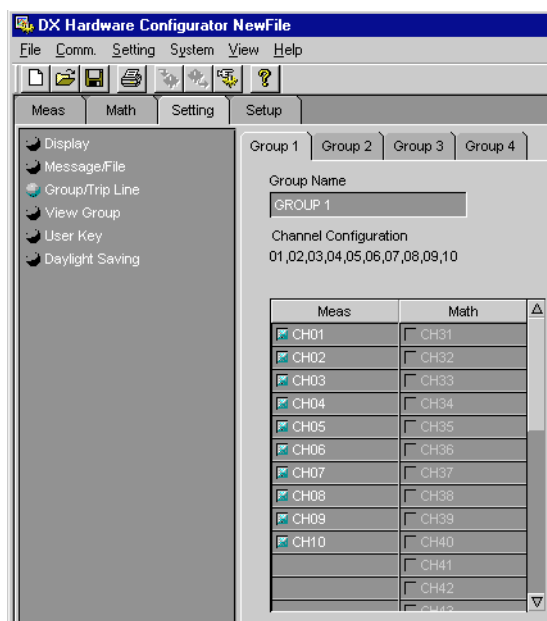 DX Hardware Configurator NewFile
File Comm. Setting System View Help
Meas Math Setting Setup
Display
Message/File
Group/Trip Line
View Group
User Key
Daylight Saving
Group 1 Group 2 Group 3 Group 4
Group Name
GROUP 1
Channel Configuration
01,02,03,04,05,06,07,08,09,10
Meas Math
CH01 CH31
CH02 CH32
CH03 CH33
CH04 CH34
CH05 CH35
CH06 CH36
CH07 CH37
CH08 CH38
CH09 CH39
CH10 CH40
CH41
CH42
CH43